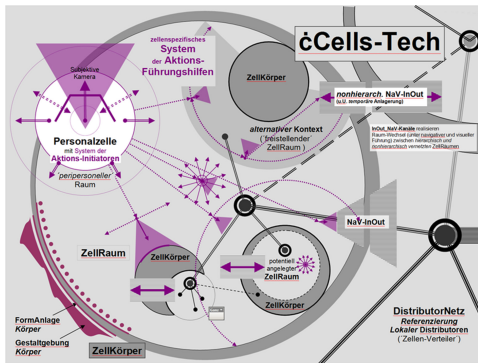 ċCells-Tech
zellenspezifisches
System
der Aktions-
Führungshilfen
Subjektive
Kamera
ZellKörper
nonhierarch. NaV-InOut
(u.U. temporäre Anlagerung)
alternativer Kontext
(´freistellender´
ZellRaum)
InOut_NaV-Kanäle realisieren
Raum-Wechsel (unter navigativer und visueller
Führung) zwischen hierarchisch und
nonhierarchisch vernetzten ZellRäumen
Personalzelle
mit System der
Aktions-Initiatoren
´peripersoneller´
Raum
NaV-InOut
ZellRaum
ZellKörper
potentiell
angelegter
ZellRaum
ZellKörper
FormAnlage
Körper
Gestaltgebung
Körper
ZellKörper
DistributorNetz
Referenzierung
Lokaler Distributoren
(´Zellen-Verteiler´)